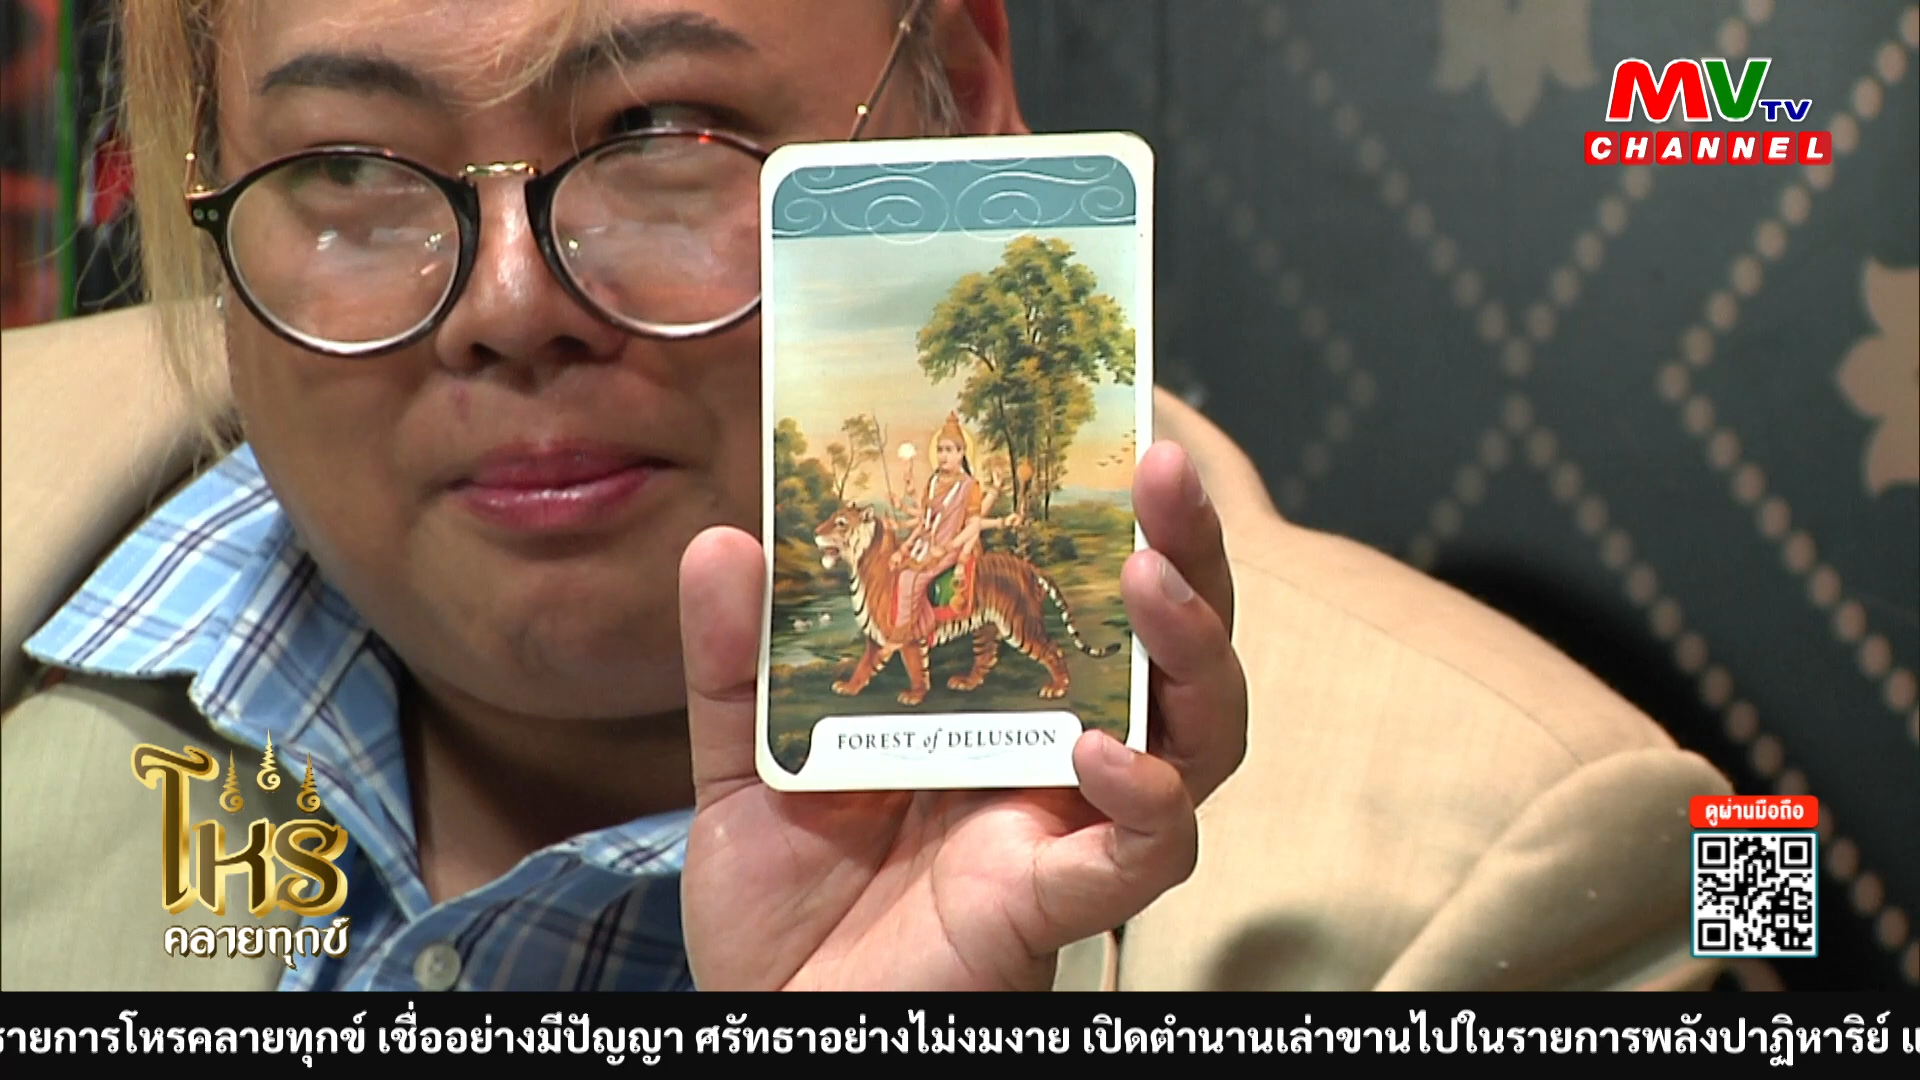 MVTV
CHANNEL
FOREST of DELUSION
โหร
คลายทุกข์
ดูผ่านมือถือ
รายการโหรคลายทุกข์ เชื่ออย่างมีปัญญา ศรัทธาอย่างไม่งมงาย เปิดตำนานเล่าขานไปในรายการพลังปาฏิหาริย์ แ